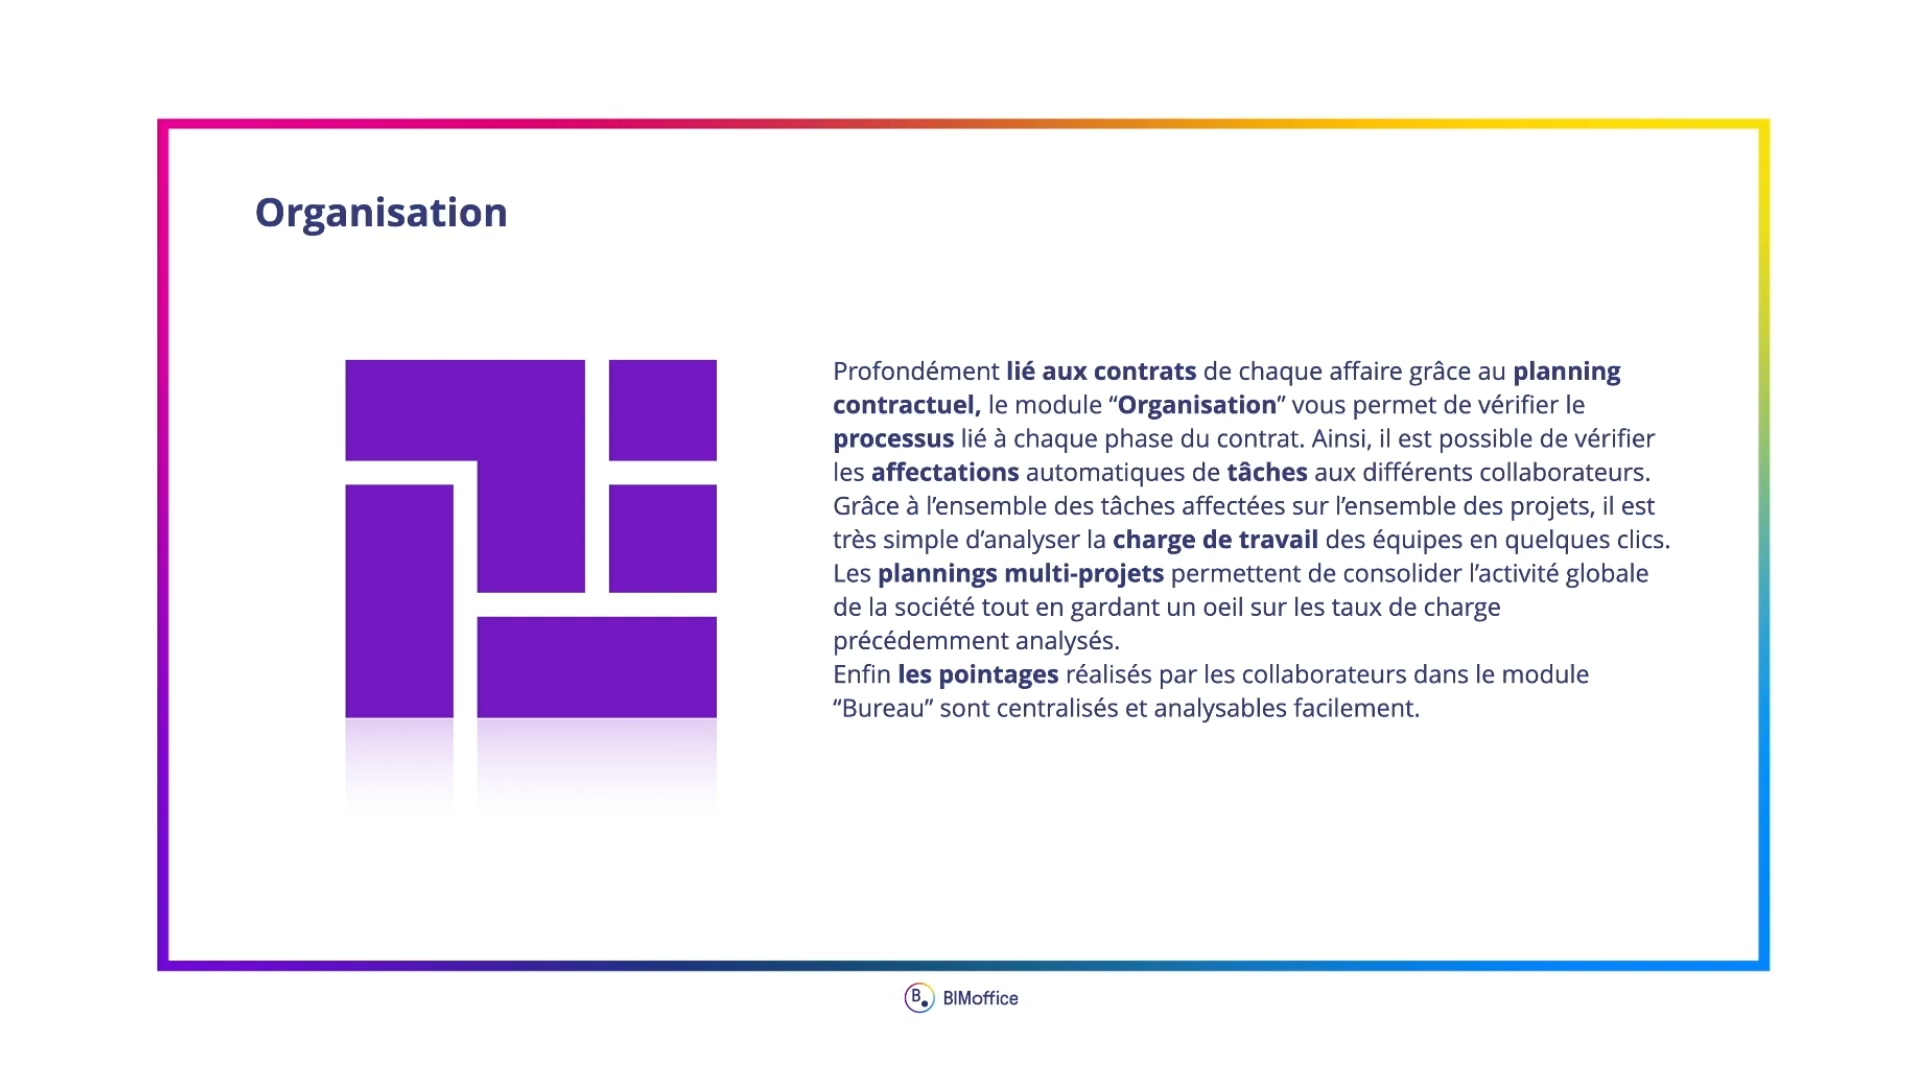 Organisation
Profondément lié aux contrats de chaque affaire grâce au planning
contractuel, le module “Organisation” vous permet de vérifier le
processus lié à chaque phase du contrat. Ainsi, il est possible de vérifier
les affectations automatiques de tâches aux différents collaborateurs.
Grâce à l’ensemble des tâches affectées sur l’ensemble des projets, il est
très simple d’analyser la charge de travail des équipes en quelques clics.
Les plannings multi-projets permettent de consolider l’activité globale
de la société tout en gardant un oeil sur les taux de charge
précédemment analysés.
Enfin les pointages réalisés par les collaborateurs dans le module
“Bureau” sont centralisés et analysables facilement.
B. BIMoffice